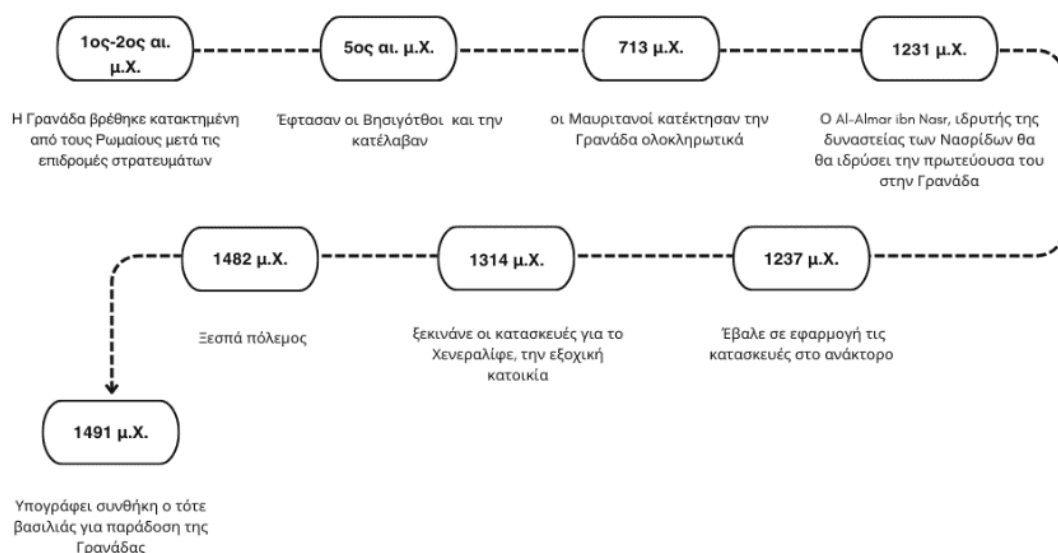 1ος-2ος αι.
μ.Χ.
Η Γρανάδα βρέθηκε κατακτημένη
από τους Ρωμαίους μετά τις
επιδρομές στρατευμάτων
5ος αι. μ.Χ.
Έφτασαν οι Βησιγότθοι και την
κατέλαβαν
713 μ.Χ.
οι Μαυριτανοί κατέκτησαν την
Γρανάδα ολοκληρωτικά
1231 μ.Χ.
Ο Al-Almar ibn Nasr, ιδρυτής της
δυναστείας των Νασρίδων θα
θα ιδρύσει την πρωτεύουσα του
στην Γρανάδα
1237 μ.Χ.
Έβαλε σε εφαρμογή τις
κατασκευές στο ανάκτορο
1314 μ.Χ.
ξεκινάνε οι κατασκευές για το
Χενεραλίφε, την εξοχική
κατοικία
1482 μ.Χ.
Ξεσπά πόλεμος
1491 μ.Χ.
Υπογράφει συνθήκη ο τότε
βασιλιάς για παράδοση της
Γρανάδας